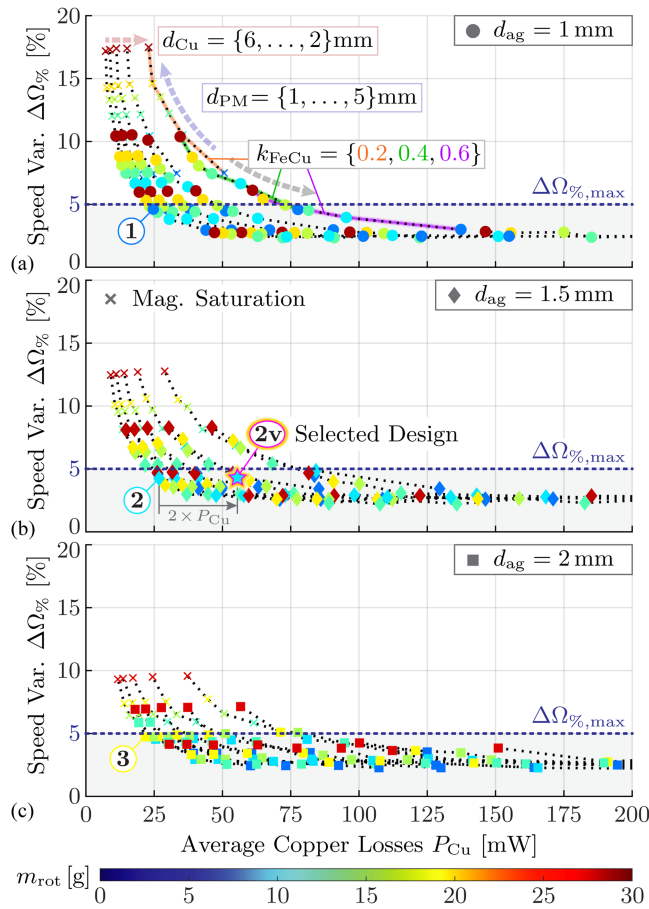 d_Cu = {6, ..., 2}mm
d_ag = 1 mm
d_PM = {1, ..., 5}mm
k_FeCu = {0.2, 0.4, 0.6}
ΔΩ_%,max
Speed Var. ΔΩ_% [%]
20
15
10
5
0
1
(a)
× Mag. Saturation
d_ag = 1.5 mm
2v Selected Design
ΔΩ_%,max
Speed Var. ΔΩ_% [%]
20
15
10
5
0
2
2 × P_Cu
(b)
d_ag = 2 mm
ΔΩ_%,max
Speed Var. ΔΩ_% [%]
20
15
10
5
0
3
(c)
0 25 50 75 100 125 150 175 200
Average Copper Losses P_Cu [mW]
m_rot [g]
0 5 10 15 20 25 30